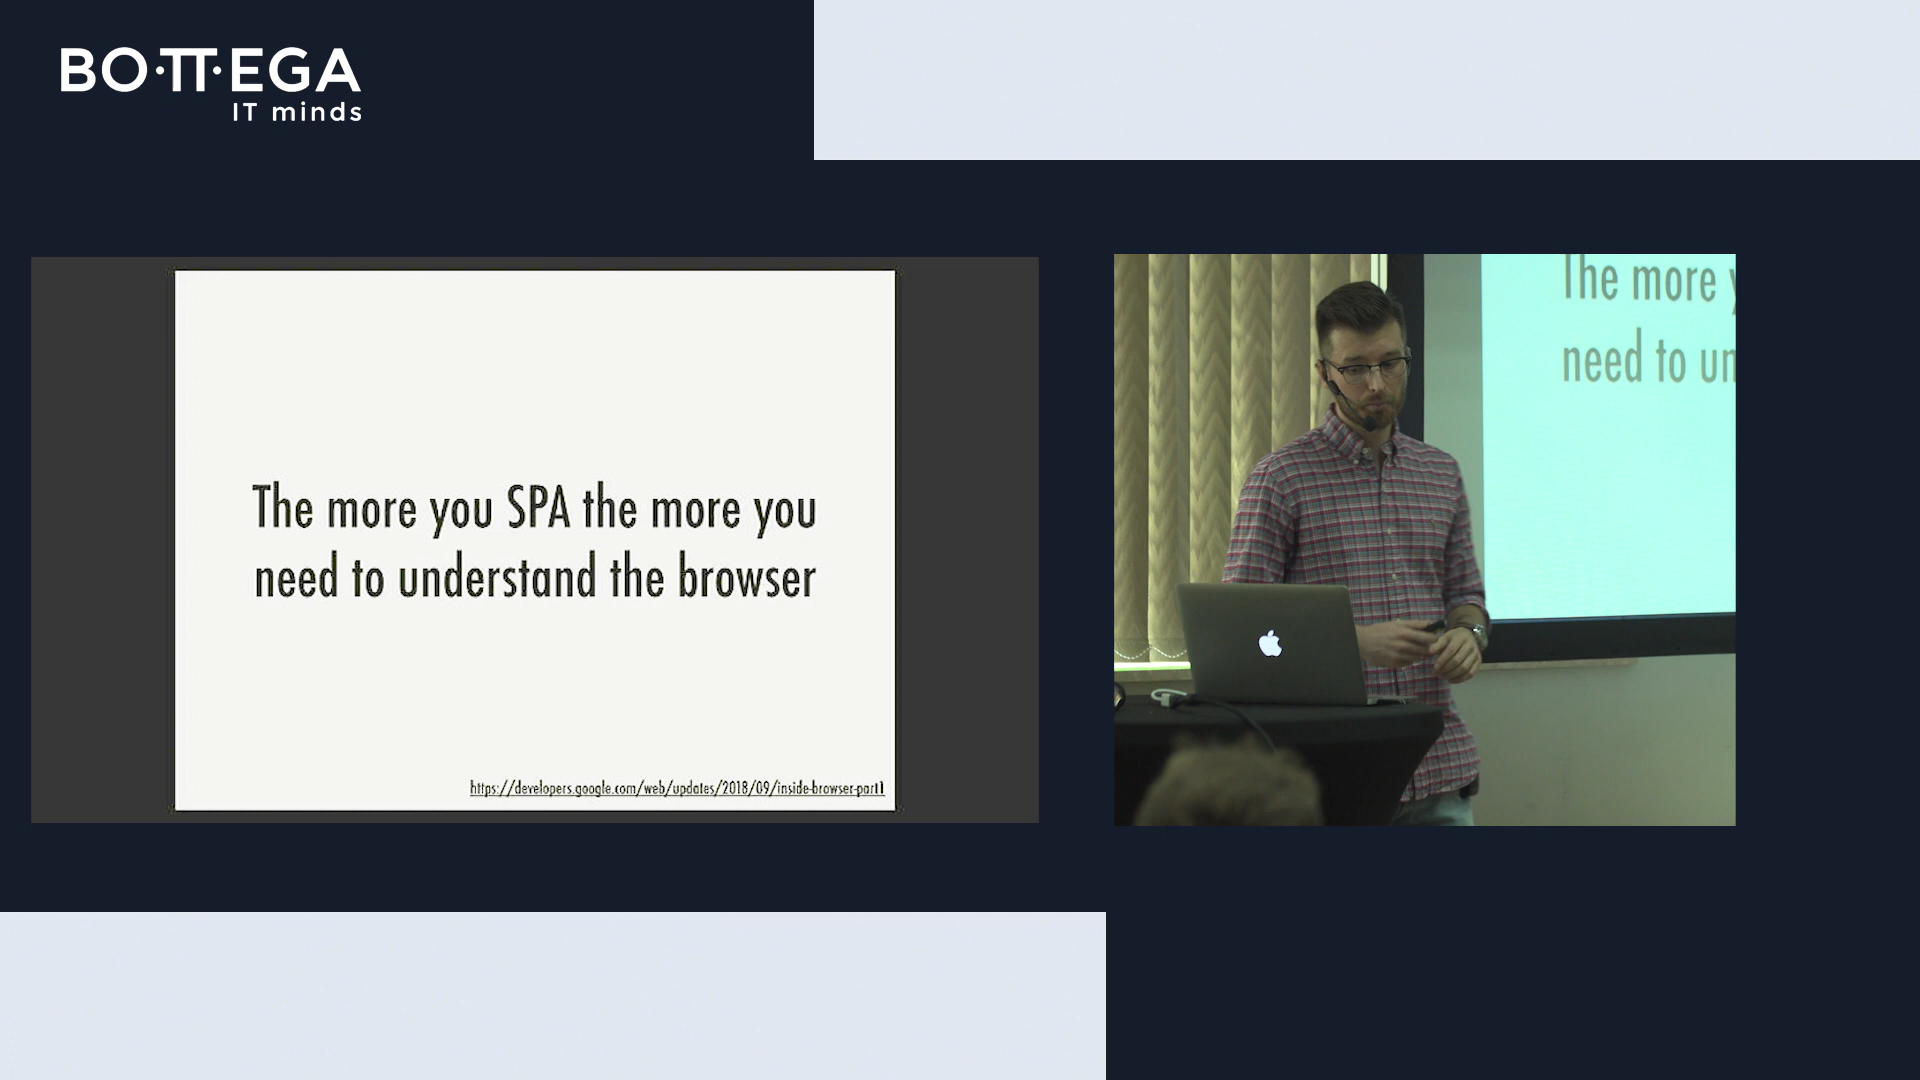 BO·TT·EGA
IT minds
The more you SPA the more you
need to understand the browser
https://developers.google.com/web/updates/2018/09/inside-browser-part1
The more y
need to un